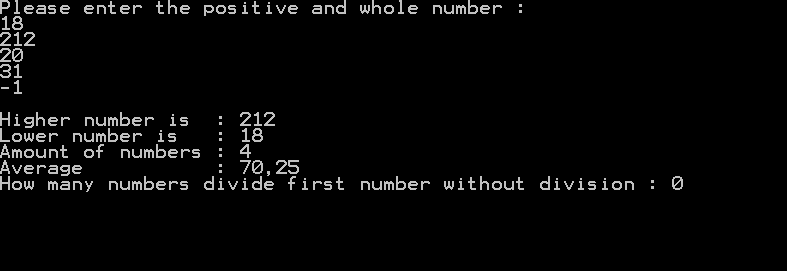 Please enter the positive and whole number :
18
212
20
31
-1
Higher number is : 212
Lower number is : 18
Amount of numbers : 4
Average : 70,25
How many numbers divide first number without division : 0